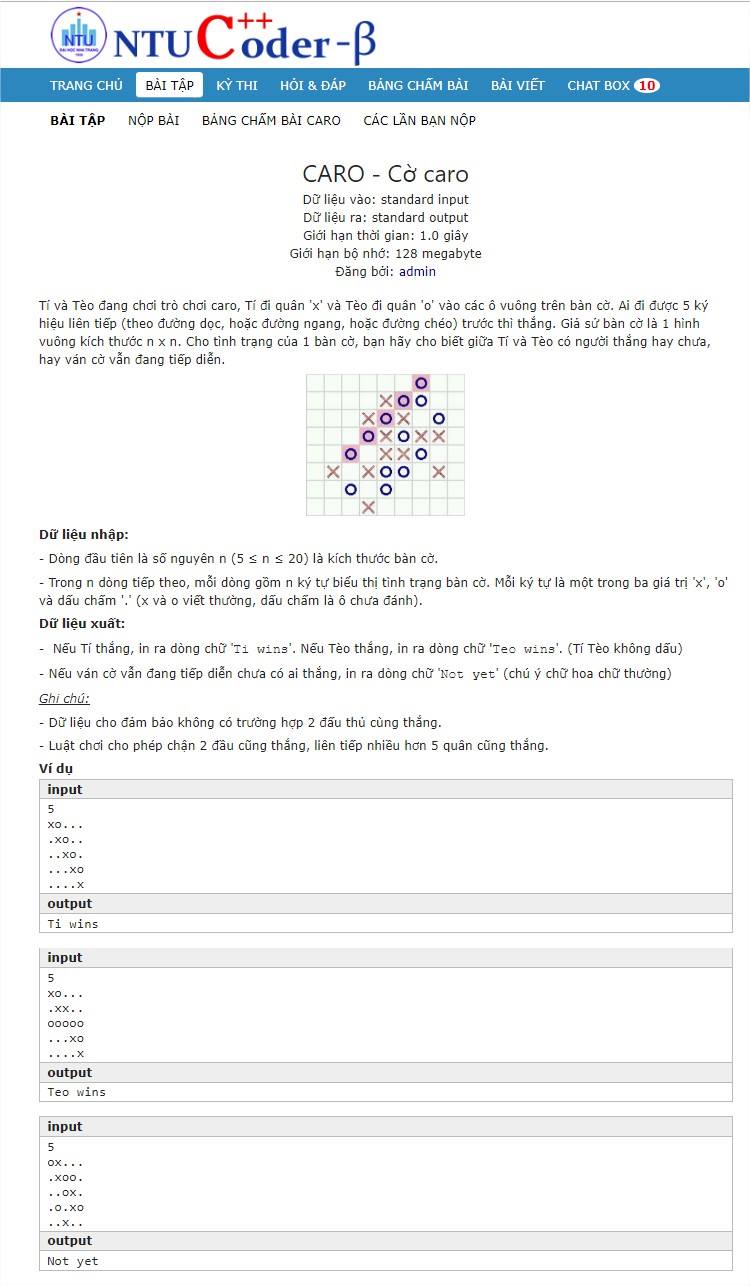 NTU
ĐẠI HỌC NHA TRANG
NTU C++ oder -β
TRANG CHỦ BÀI TẬP KỲ THI HỎI & ĐÁP BẢNG CHẤM BÀI BÀI VIẾT CHAT BOX 10
BÀI TẬP NỘP BÀI BẢNG CHẤM BÀI CARO CÁC LẦN BẠN NỘP
CARO - Cờ caro
Dữ liệu vào: standard input
Dữ liệu ra: standard output
Giới hạn thời gian: 1.0 giây
Giới hạn bộ nhớ: 128 megabyte
Đăng bởi: admin
Tí và Tèo đang chơi trò chơi caro, Tí đi quân 'x' và Tèo đi quân 'o' vào các ô vuông trên bàn cờ. Ai đi được 5 ký
hiệu liên tiếp (theo đường dọc, hoặc đường ngang, hoặc đường chéo) trước thì thắng. Giả sử bàn cờ là 1 hình
vuông kích thước n x n. Cho tình trạng của 1 bàn cờ, bạn hãy cho biết giữa Tí và Tèo có người thắng hay chưa,
hay ván cờ vẫn đang tiếp diễn.
Dữ liệu nhập:
- Dòng đầu tiên là số nguyên n (5 ≤ n ≤ 20) là kích thước bàn cờ.
- Trong n dòng tiếp theo, mỗi dòng gồm n ký tự biểu thị tình trạng bàn cờ. Mỗi ký tự là một trong ba giá trị 'x', 'o'
và dấu chấm '.' (x và o viết thường, dấu chấm là ô chưa đánh).
Dữ liệu xuất:
- Nếu Tí thắng, in ra dòng chữ 'Ti wins'. Nếu Tèo thắng, in ra dòng chữ 'Teo wins'. (Tí Tèo không dấu)
- Nếu ván cờ vẫn đang tiếp diễn chưa có ai thắng, in ra dòng chữ 'Not yet' (chú ý chữ hoa chữ thường)
Ghi chú:
- Dữ liệu cho đảm bảo không có trường hợp 2 đấu thủ cùng thắng.
- Luật chơi cho phép chặn 2 đầu cũng thắng, liên tiếp nhiều hơn 5 quân cũng thắng.
Ví dụ
input
5
xo...
.xo..
..xo.
...xo
....x
output
Ti wins
input
5
xo...
.xx..
ooooo
...xo
....x
output
Teo wins
input
5
ox...
.xoo.
..ox.
.o.xo
..x..
output
Not yet